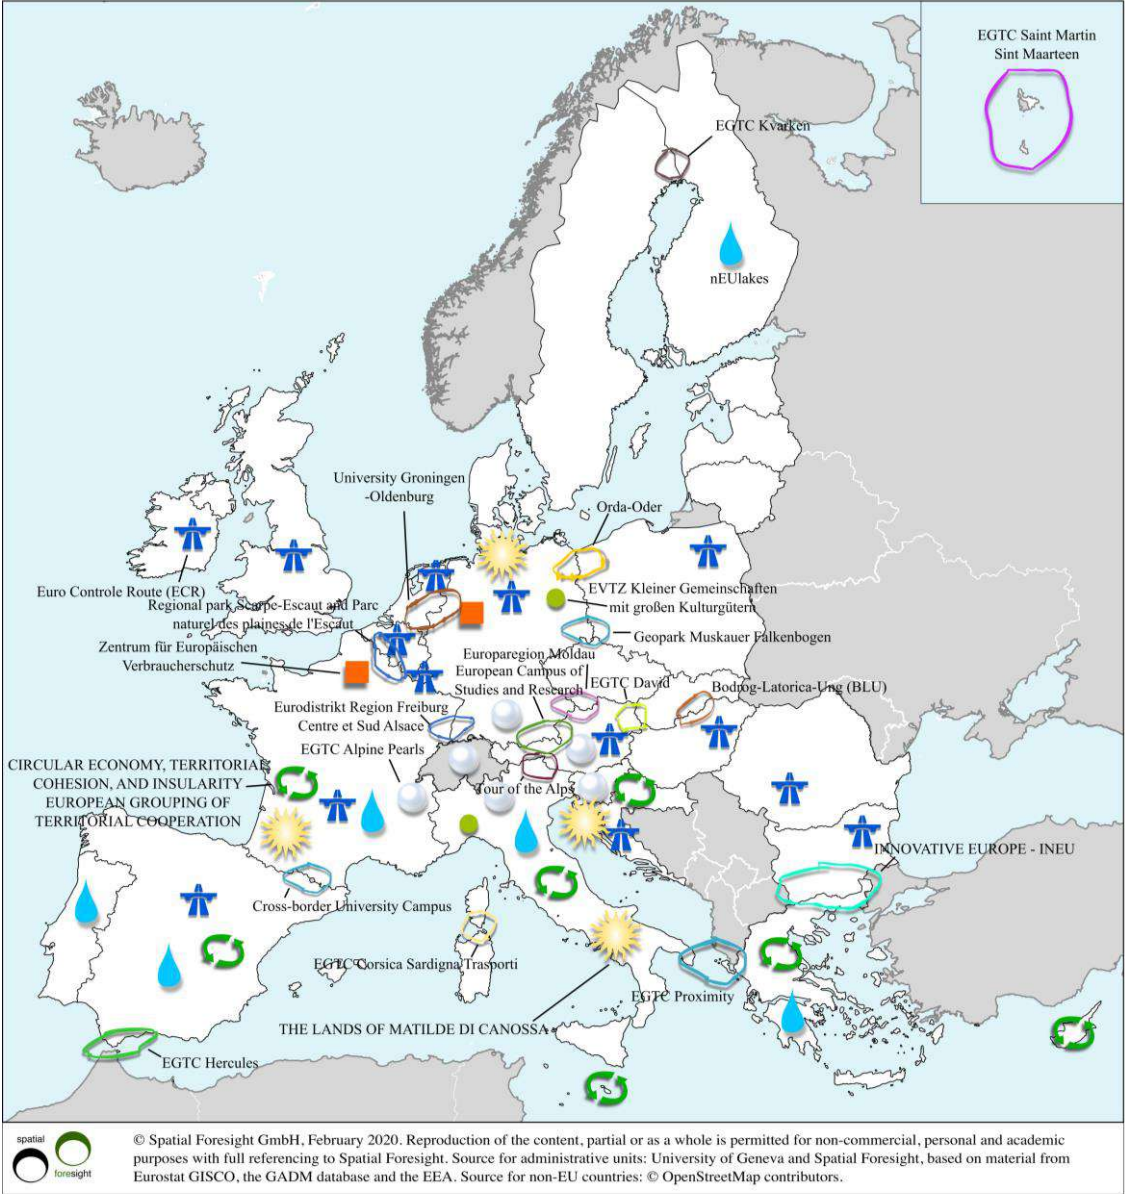 EGTC Saint Martin
Sint Maarteen
EGTC Kvarken
nEUlakes
University Groningen
-Oldenburg
Orda-Oder
Euro Controle Route (ECR)
Regional park Scarpe-Escaut and Parc
naturel des plaines de l'Escaut
EVTZ Kleiner Gemeinschaften
mit großen Kulturgütern
Geopark Muskauer Falkenbogen
Zentrum für Europäischen
Verbraucherschutz
Europaregion Moldau
European Campus of
Studies and Research
EGTC David
Bodrog-Latorica-Ung (BLU)
Eurodistrikt Region Freiburg
Centre et Sud Alsace
EGTC Alpine Pearls
Tour of the Alps
CIRCULAR ECONOMY, TERRITORIAL
COHESION, AND INSULARITY
EUROPEAN GROUPING OF
TERRITORIAL COOPERATION
INNOVATIVE EUROPE - INEU
Cross-border University Campus
EGTC Corsica Sardigna Trasporti
EGTC Proximity
THE LANDS OF MATILDE DI CANOSSA
EGTC Hercules
spatial
foresight
© Spatial Foresight GmbH, February 2020. Reproduction of the content, partial or as a whole is permitted for non-commercial, personal and academic
purposes with full referencing to Spatial Foresight. Source for administrative units: University of Geneva and Spatial Foresight, based on material from
Eurostat GISCO, the GADM database and the EEA. Source for non-EU countries: © OpenStreetMap contributors.